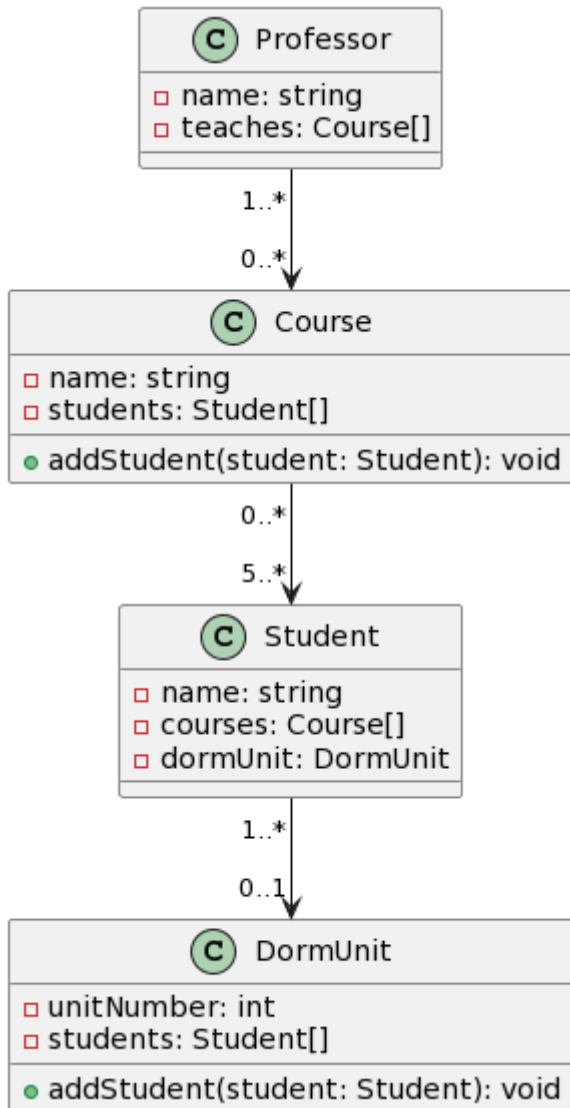 C Professor
name: string
teaches: Course[]
1..*
0..*
C Course
name: string
students: Student[]
addStudent(student: Student): void
0..*
5..*
C Student
name: string
courses: Course[]
dormUnit: DormUnit
1..*
0..1
C DormUnit
unitNumber: int
students: Student[]
addStudent(student: Student): void